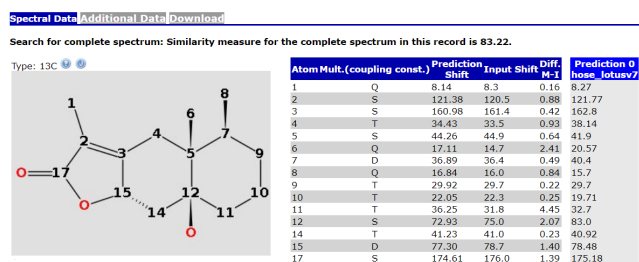 Spectral Data Additional Data Download
Search for complete spectrum: Similarity measure for the complete spectrum in this record is 83.22.
Type: 13C
1
2
3
4
5
6
7
8
9
10
11
12
14
15
17
O
O
O
Atom Mult.(coupling const.) Prediction Shift Input Shift Diff. M-I Prediction 0 hose_lotusv7
1 Q 8.14 8.3 0.16 8.27
2 S 121.38 120.5 0.88 121.77
3 S 160.98 161.4 0.42 162.8
4 T 34.43 33.5 0.93 38.14
5 S 44.26 44.9 0.64 41.9
6 Q 17.11 14.7 2.41 20.57
7 D 36.89 36.4 0.49 40.4
8 Q 16.84 16.0 0.84 15.7
9 T 29.92 29.7 0.22 29.7
10 T 22.05 22.3 0.25 19.71
11 T 36.25 31.8 4.45 32.7
12 S 72.93 75.0 2.07 83.0
14 T 41.23 41.0 0.23 40.92
15 D 77.30 78.7 1.40 78.48
17 S 174.61 176.0 1.39 175.18